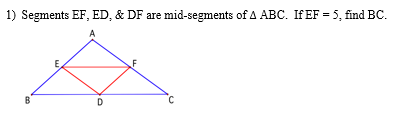 1) Segments EF, ED, & DF are mid-segments of Δ ABC. If EF = 5, find BC.
A
E F
B D C